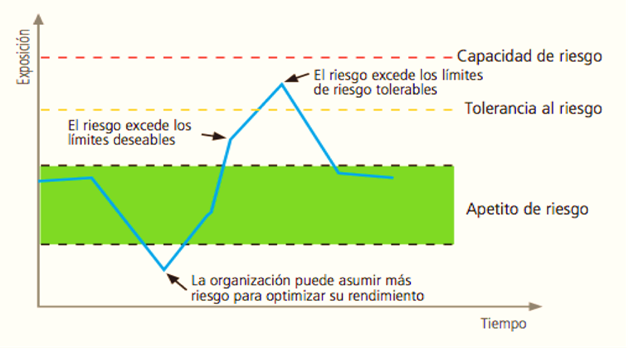 Exposición
Capacidad de riesgo
El riesgo excede los límites
de riesgo tolerables
Tolerancia al riesgo
El riesgo excede los
límites deseables
Apetito de riesgo
La organización puede asumir más
riesgo para optimizar su rendimiento
Tiempo